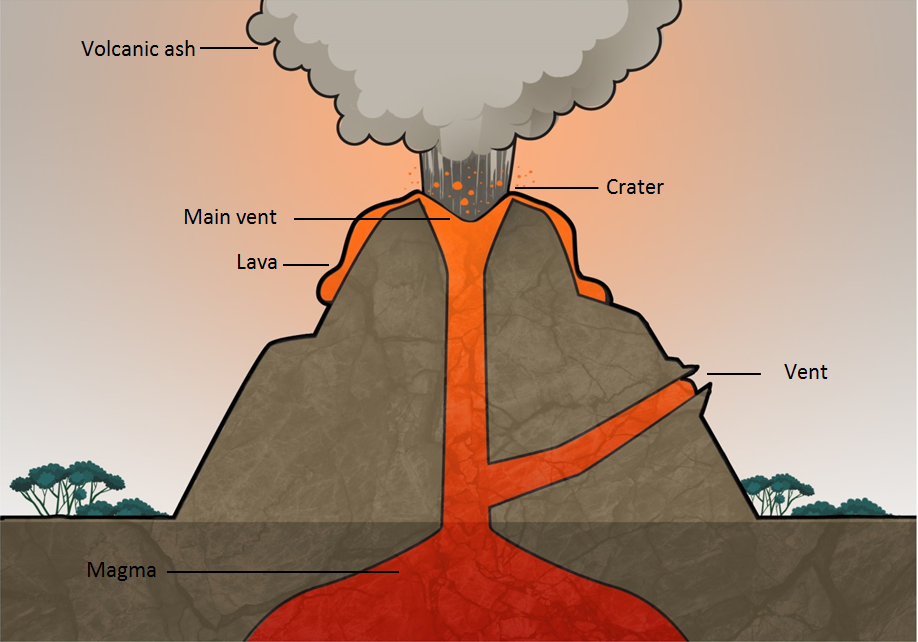 Volcanic ash
Crater
Main vent
Lava
Vent
Magma